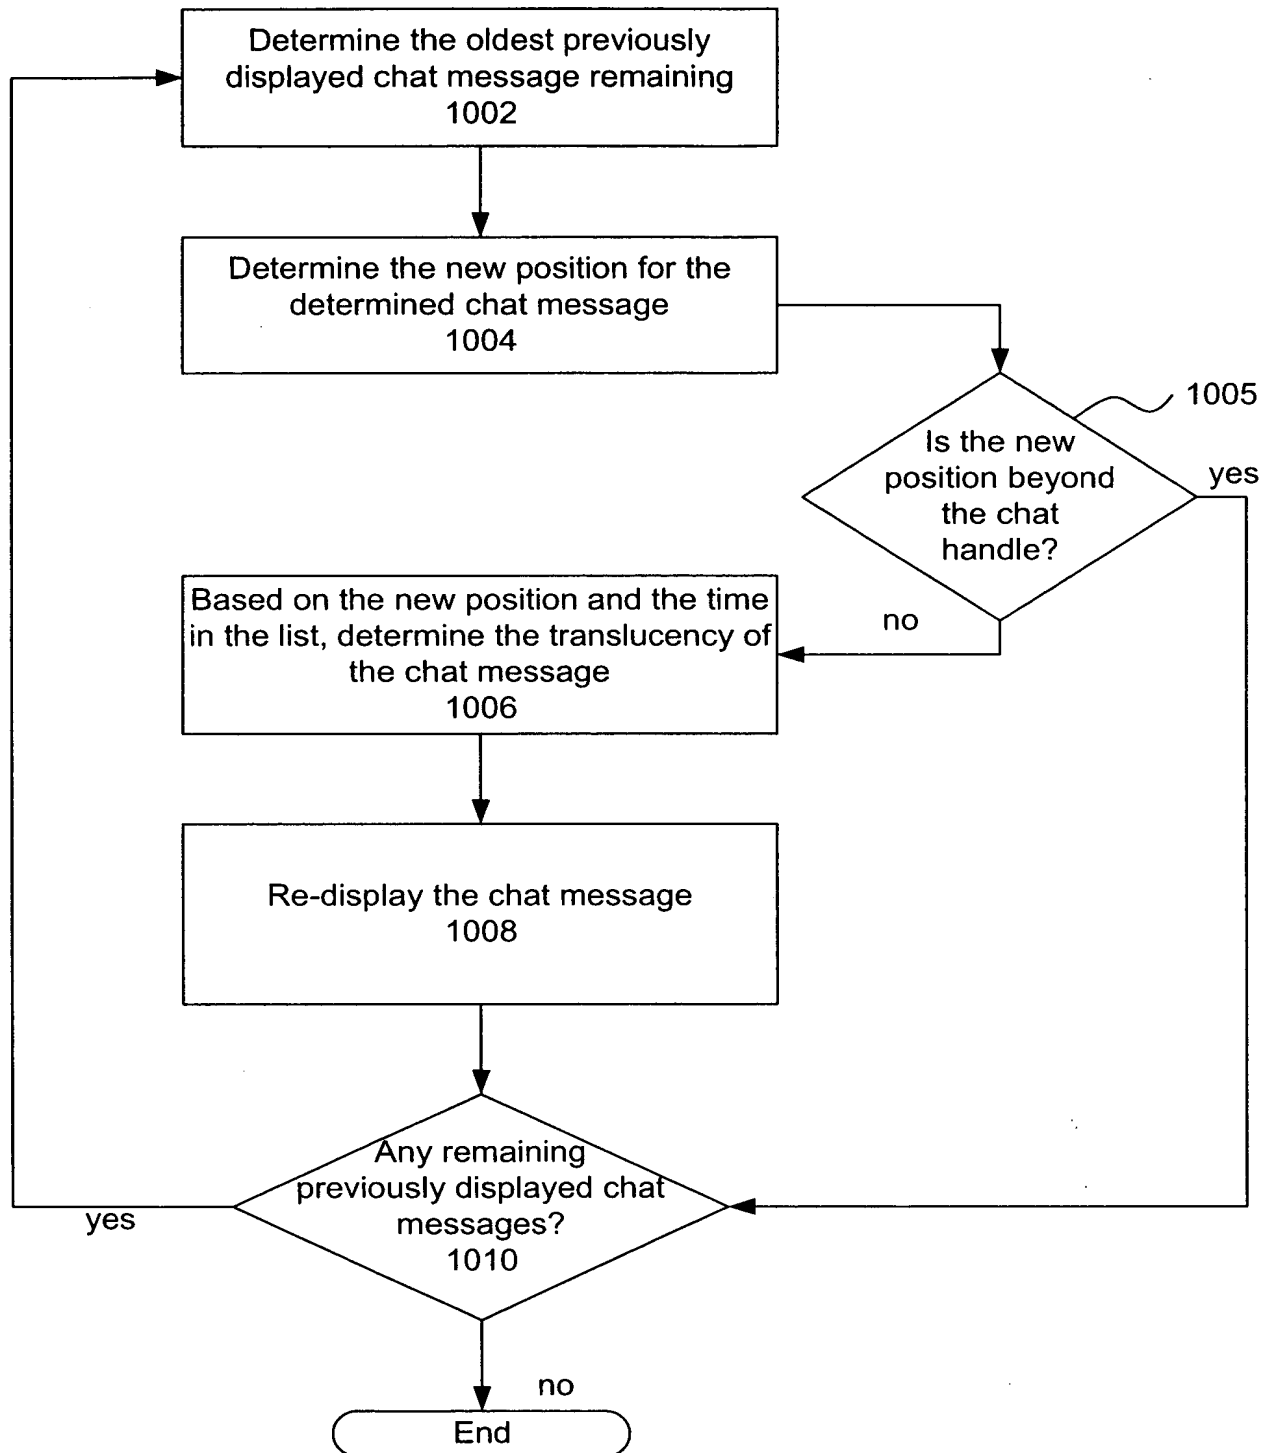 Determine the oldest previously
displayed chat message remaining
1002
Determine the new position for the
determined chat message
1004
1005
Is the new
position beyond
the chat
handle?
yes
no
Based on the new position and the time
in the list, determine the translucency of
the chat message
1006
Re-display the chat message
1008
Any remaining
previously displayed chat
messages?
1010
yes
no
End